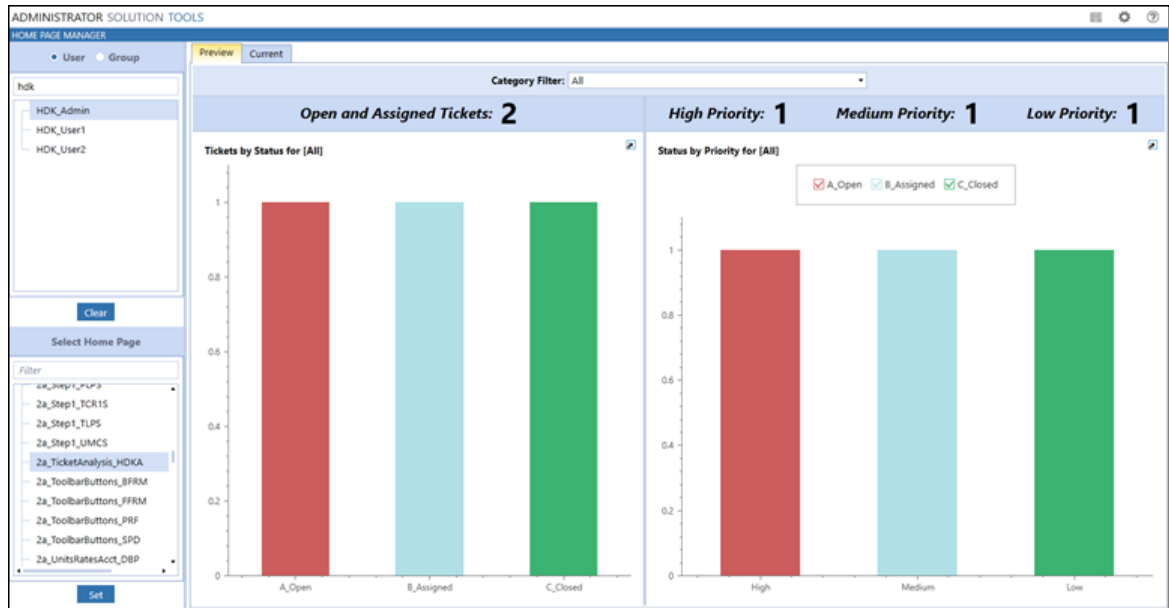 ADMINISTRATOR SOLUTION TOOLS
HOME PAGE MANAGER
User Group
hdk
HDK_Admin
HDK_User1
HDK_User2
Clear
Select Home Page
Filter
2a_Step1_PLPS
2a_Step1_TCR1S
2a_Step1_TLPS
2a_Step1_UMCS
2a_TicketAnalysis_HDKA
2a_ToolbarButtons_BFRM
2a_ToolbarButtons_FFRM
2a_ToolbarButtons_PRF
2a_ToolbarButtons_SPD
2a_UnitsRatesAcct_DBP
Set
Preview Current
Category Filter: All
Open and Assigned Tickets: 2
High Priority: 1 Medium Priority: 1 Low Priority: 1
Tickets by Status for [All]
1
0.8
0.6
0.4
0.2
0
A_Open B_Assigned C_Closed
Status by Priority for [All]
A_Open B_Assigned C_Closed
1
0.8
0.6
0.4
0.2
0
High Medium Low